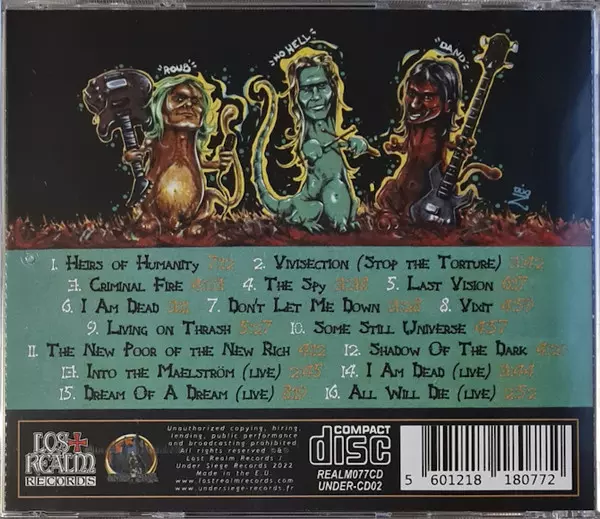 "ROUB"
"NO HELL"
"DAND"
1. Heirs of Humanity 2. Vivisection (Stop the Torture)
3. Criminal Fire 4. The Spy 5. Last Vision
6. I Am Dead 7. Don't Let Me Down 8. Vixit
9. Living on Thrash 10. Some Still Universe
11. The New Poor of the New Rich 12. Shadow Of The Dark
13. Into the Maelström (live) 14. I Am Dead (live)
15. Dream Of A Dream (live) 16. All Will Die (live)
LOST
REALM
RECORDS
Unauthorized copying, hiring,
lending, public performance
and broadcasting prohibited
All rights reserved
Lost Realm Records /
Under Siege Records 2022
Made in the E.U.
www.lostrealmrecords.com
www.undersiege-records.fr
COMPACT
disc
REALM077CD
UNDER-CD02
5 601218 180772